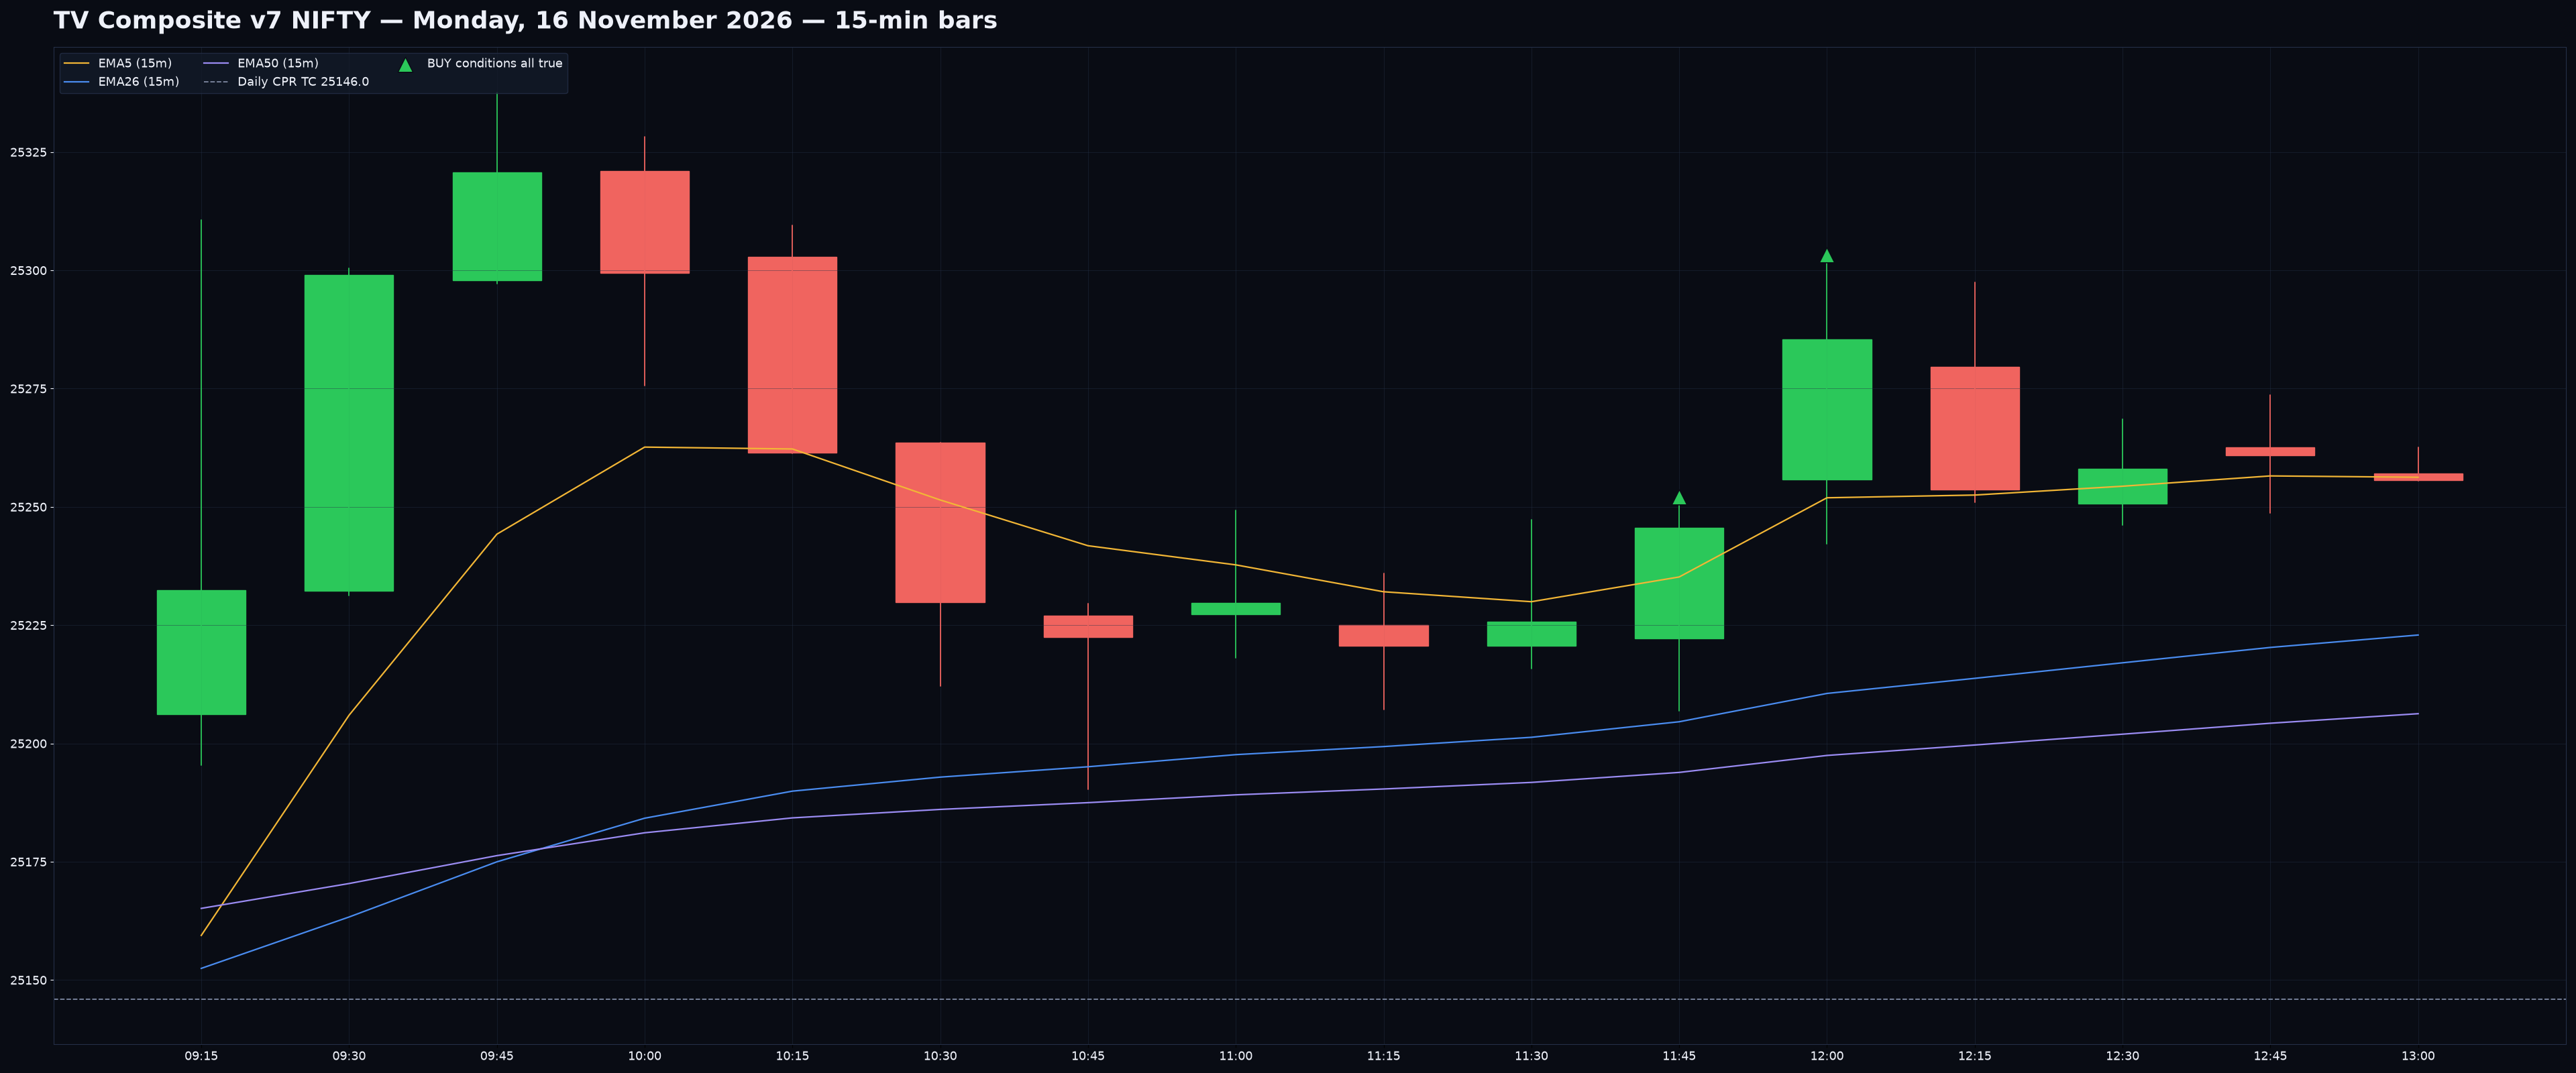 TV Composite v7 NIFTY — Monday, 16 November 2026 — 15-min bars
EMA5 (15m) EMA50 (15m) BUY conditions all true
EMA26 (15m) Daily CPR TC 25146.0
25325
25300
25275
25250
25225
25200
25175
25150
09:15 09:30 09:45 10:00 10:15 10:30 10:45 11:00 11:15 11:30 11:45 12:00 12:15 12:30 12:45 13:00